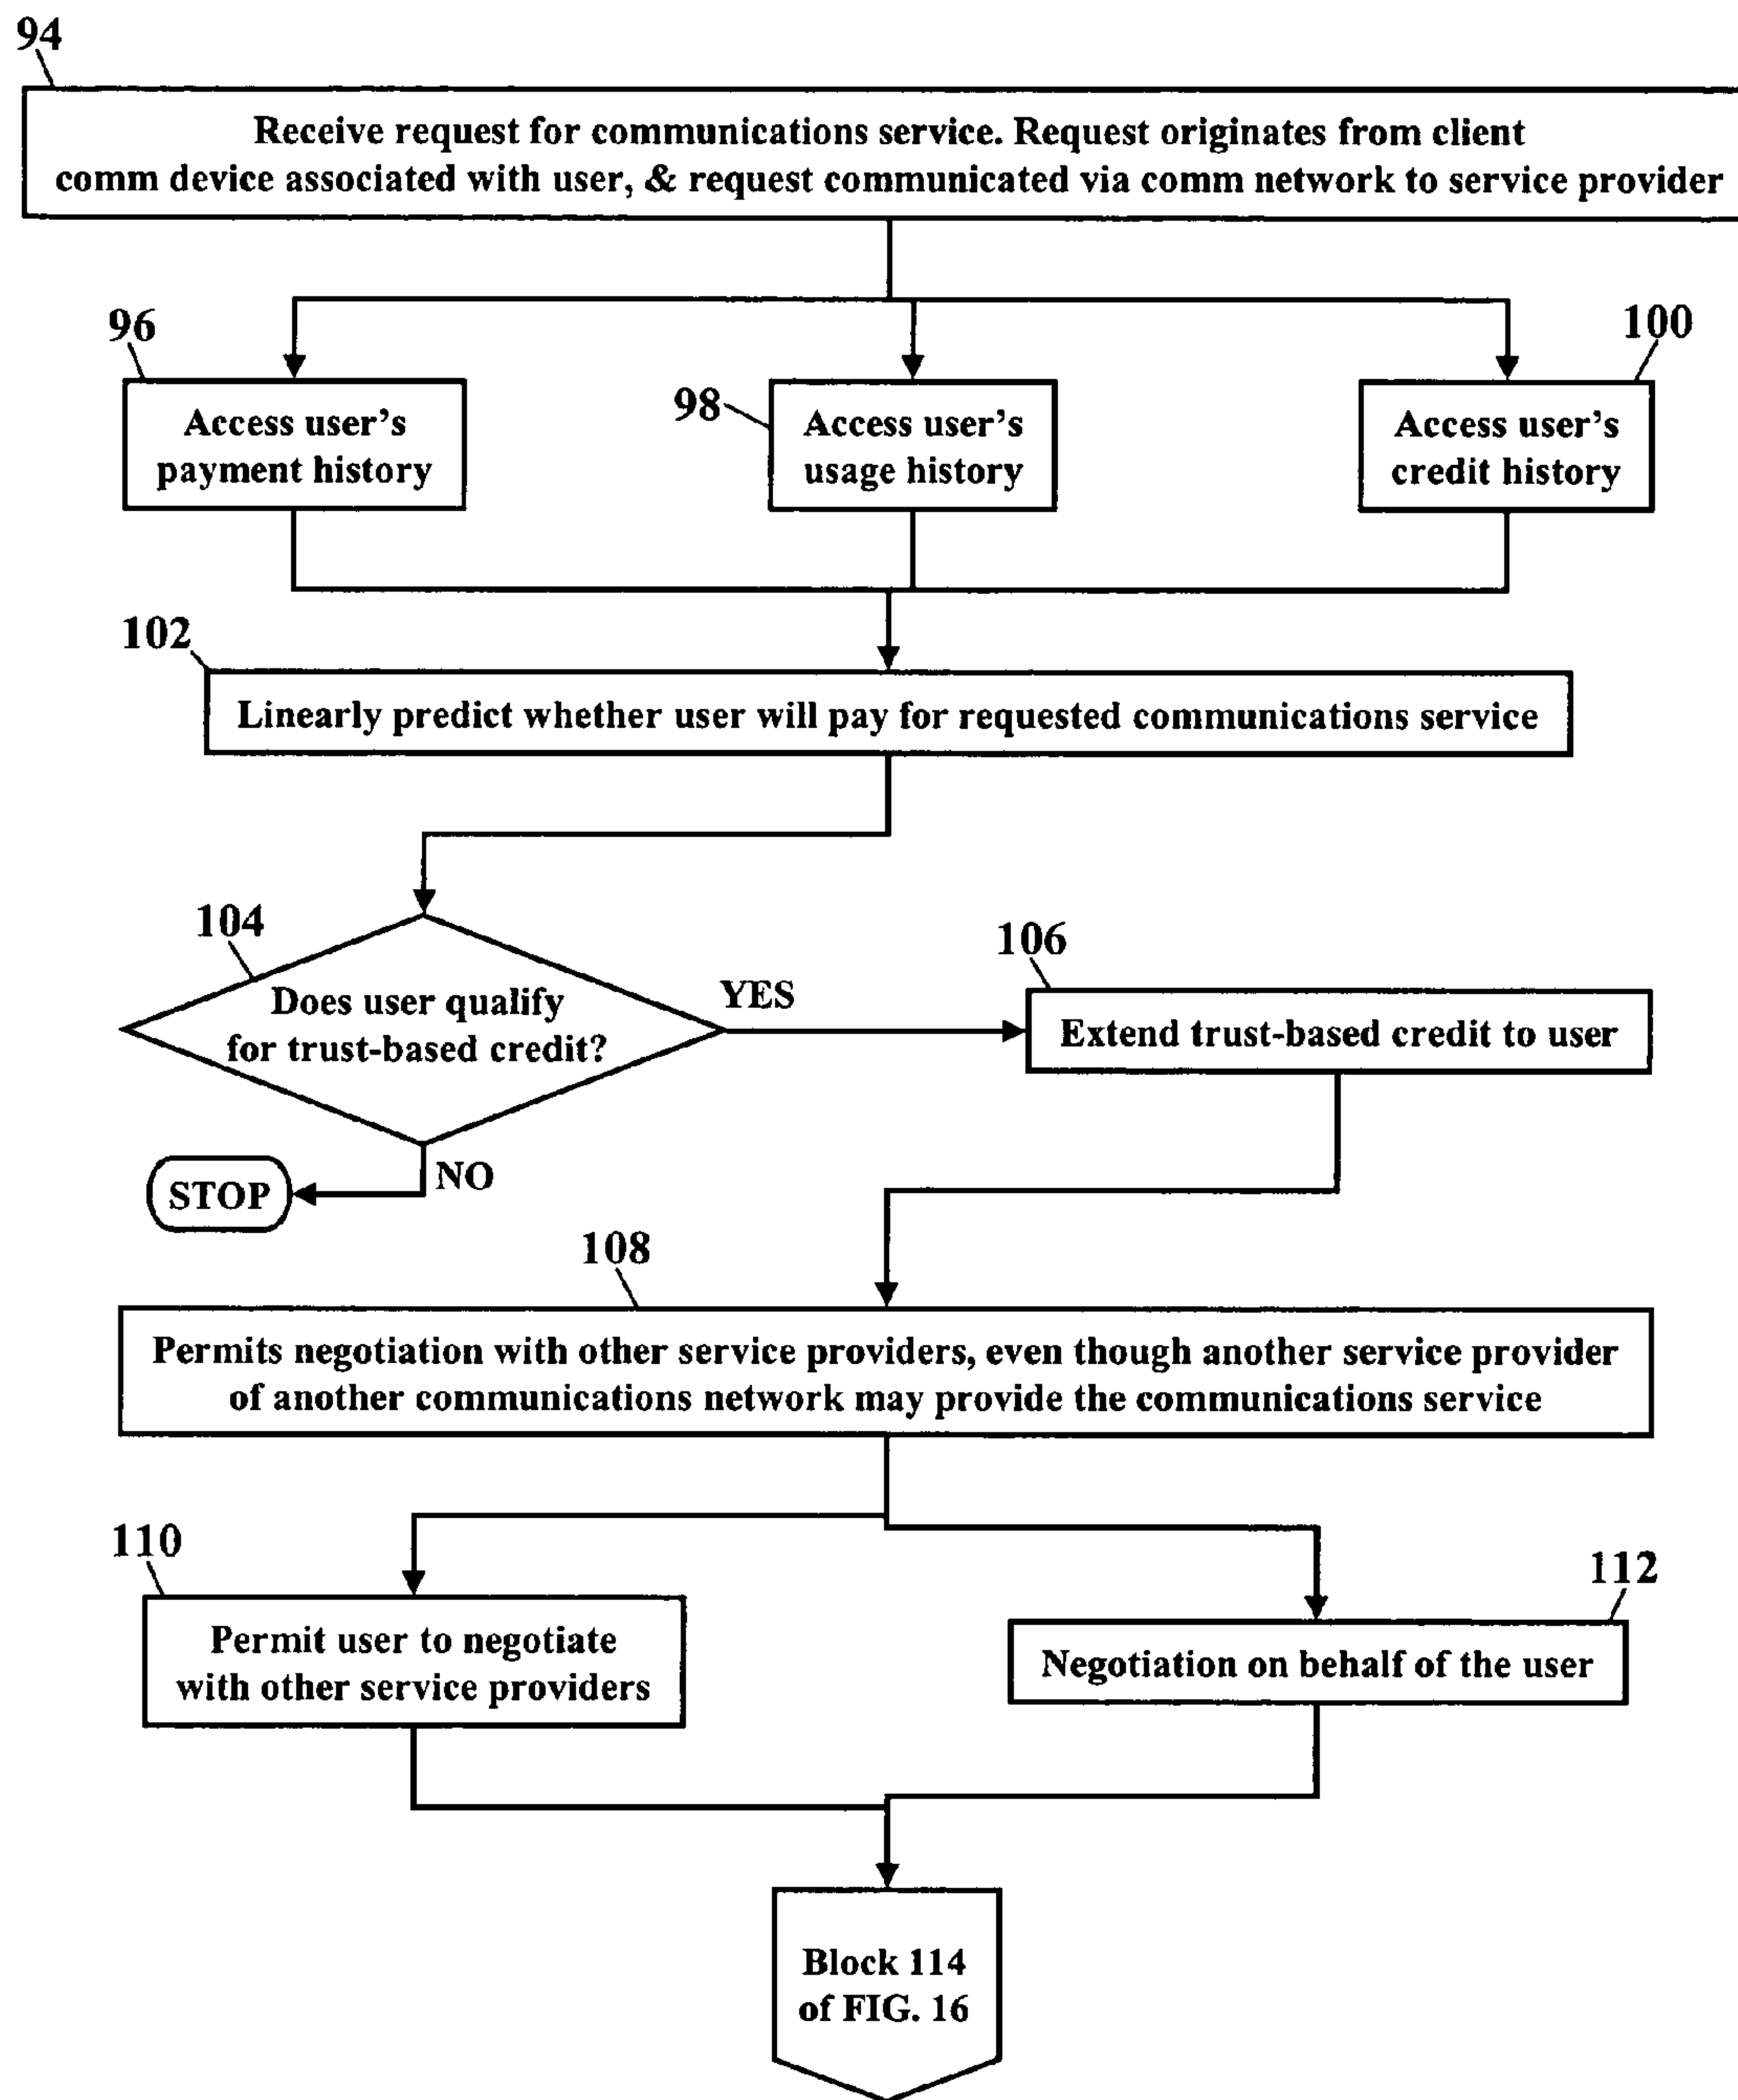 94
Receive request for communications service. Request originates from client
comm device associated with user, & request communicated via comm network to service provider
96
98
100
Access user's
payment history
Access user's
usage history
Access user's
credit history
102
Linearly predict whether user will pay for requested communications service
104
Does user qualify
for trust-based credit?
YES
106
Extend trust-based credit to user
NO
STOP
108
Permits negotiation with other service providers, even though another service provider
of another communications network may provide the communications service
110
Permit user to negotiate
with other service providers
112
Negotiation on behalf of the user
Block 114
of FIG. 16